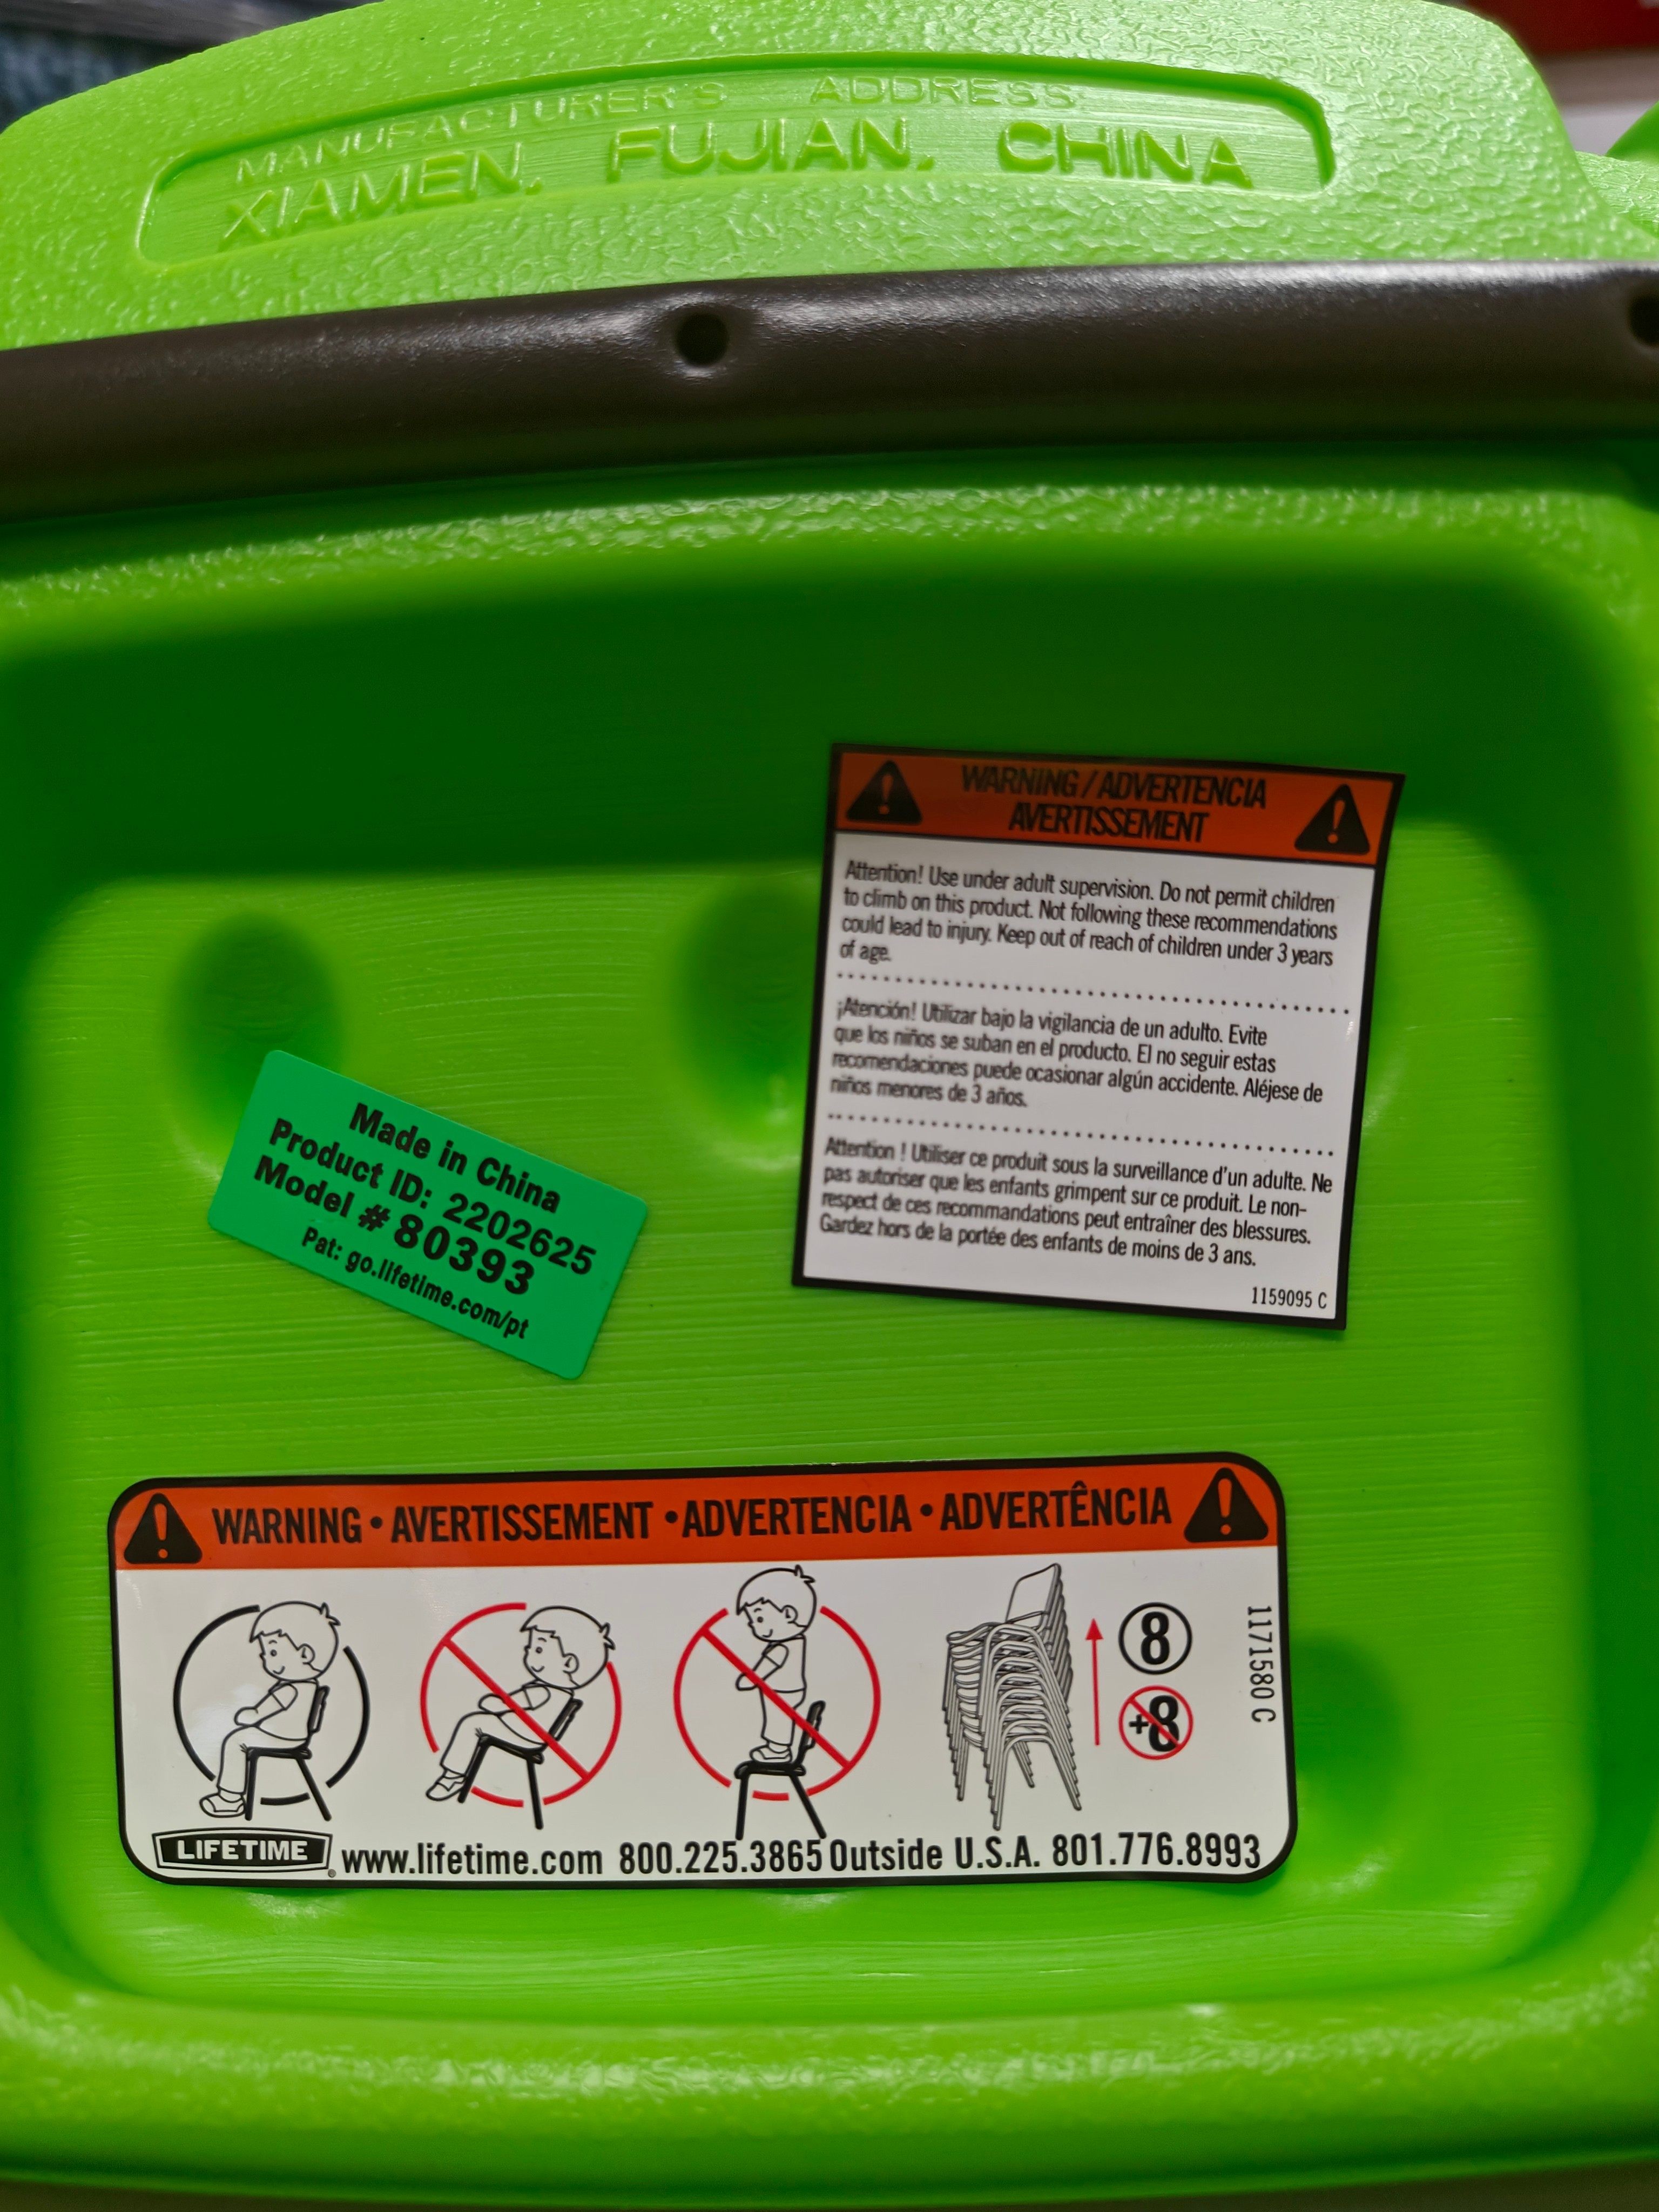 MANUFACTURER'S ADDRESS:
XIAMEN, FUJIAN, CHINA
WARNING/ADVERTENCIA
AVERTISSEMENT
Attention! Use under adult supervision. Do not permit children
to climb on this product. Not following these recommendations
could lead to injury. Keep out of reach of children under 3 years
of age.
¡Atención! Utilizar bajo la vigilancia de un adulto. Evite
que los niños se suban en el producto. El no seguir estas
recomendaciones puede ocasionar algún accidente. Aléjese de
niños menores de 3 años.
Attention ! Utiliser ce produit sous la surveillance d'un adulte. Ne
pas autoriser que les enfants grimpent sur ce produit. Le non-
respect de ces recommandations peut entraîner des blessures.
Gardez hors de la portée des enfants de moins de 3 ans.
1159095 C
Made in China
Product ID: 2202625
Model # 80393
Pat: go.lifetime.com/pt
WARNING • AVERTISSEMENT • ADVERTENCIA • ADVERTÊNCIA
8
+8
1171580 C
LIFETIME® www.lifetime.com 800.225.3865 Outside U.S.A. 801.776.8993